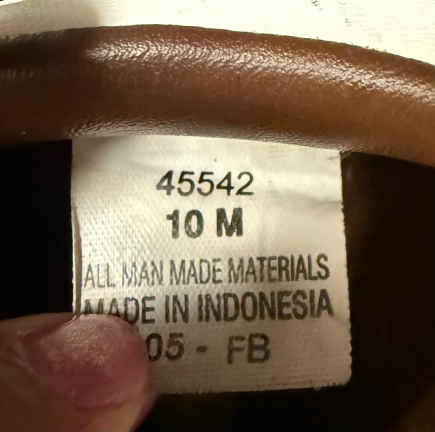 45542
10 M
ALL MAN MADE MATERIALS
MADE IN INDONESIA
05 - FB